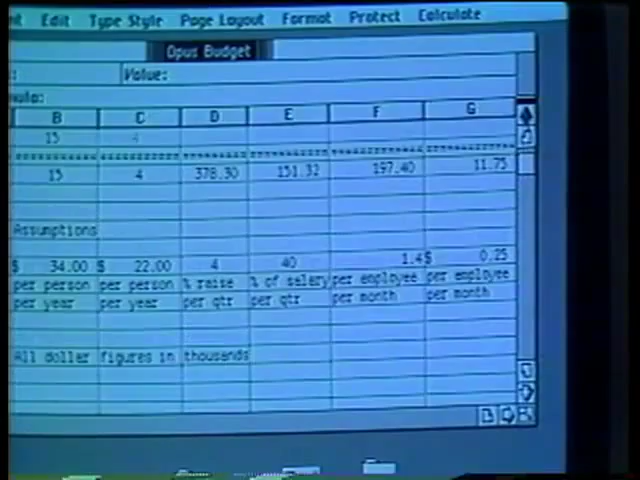 Edit Type Style Page Layout Format Protect Calculate
Opus Budget
Value:
B C D E F G
15 4
15 4 378.30 151.32 197.40 11.75
Assumptions
$ 34.00 $ 22.00 4 40 1.4$ 0.25
per person per person % raise % of salary per employee per employee
per year per year per qtr per qtr per month per month
All dollar figures in thousands